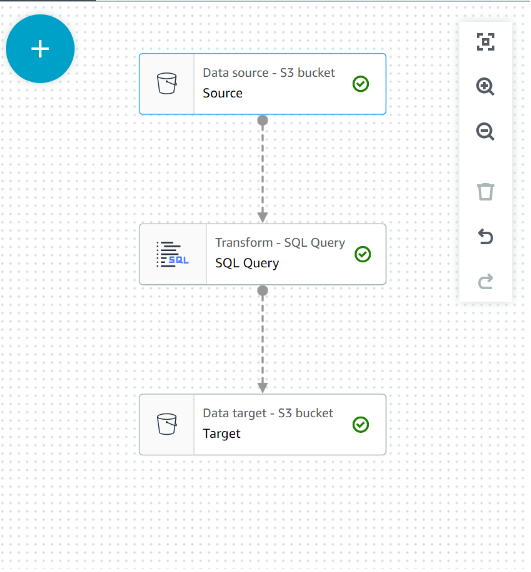 Data source - S3 bucket
Source
Transform - SQL Query
SQL
SQL Query
Data target - S3 bucket
Target